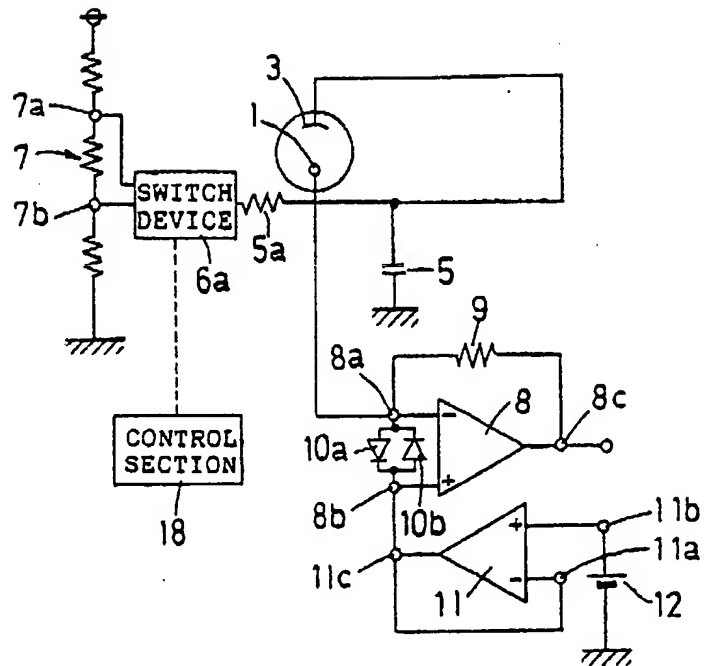 3
1
7a
7
7b
SWITCH
DEVICE
6a
5a
5
9
8a
8
8c
-
+
10a
10b
8b
CONTROL
SECTION
18
11c
+
-
11
11b
11a
12